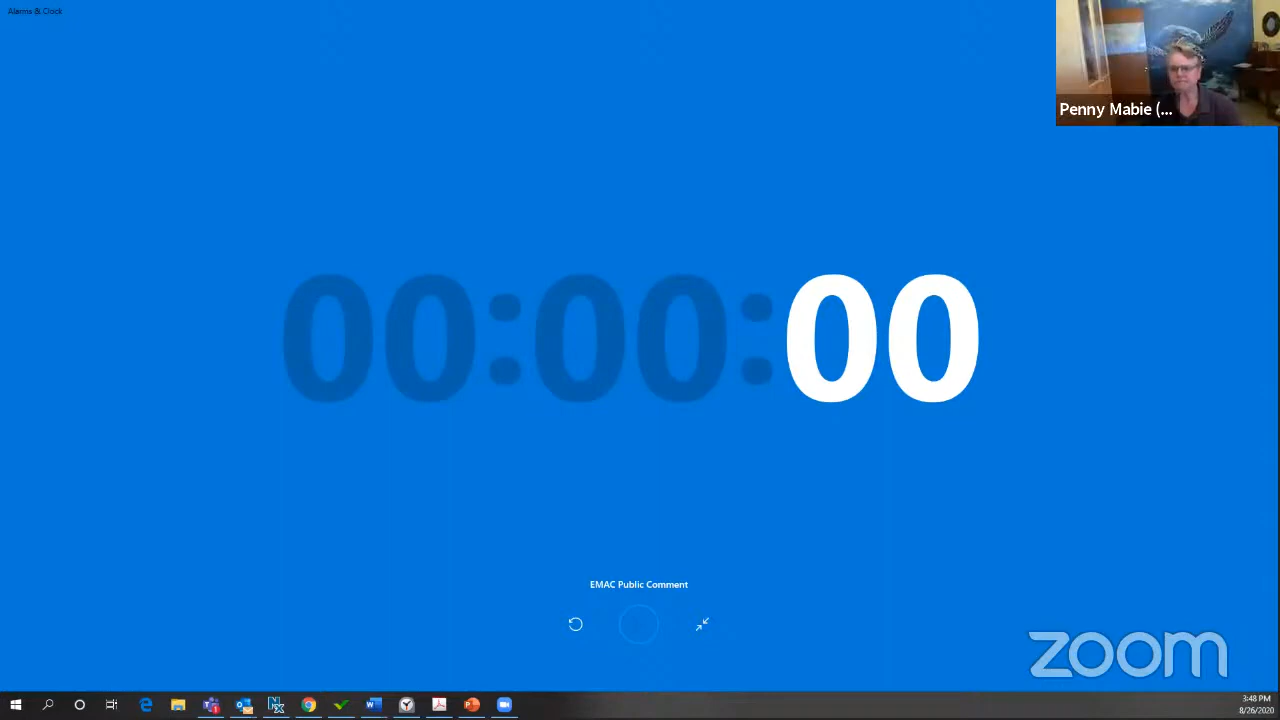 Alarms & Clock
Penny Mabie (...
00:00:00
EMAC Public Comment
zoom
3:48 PM
8/26/2020